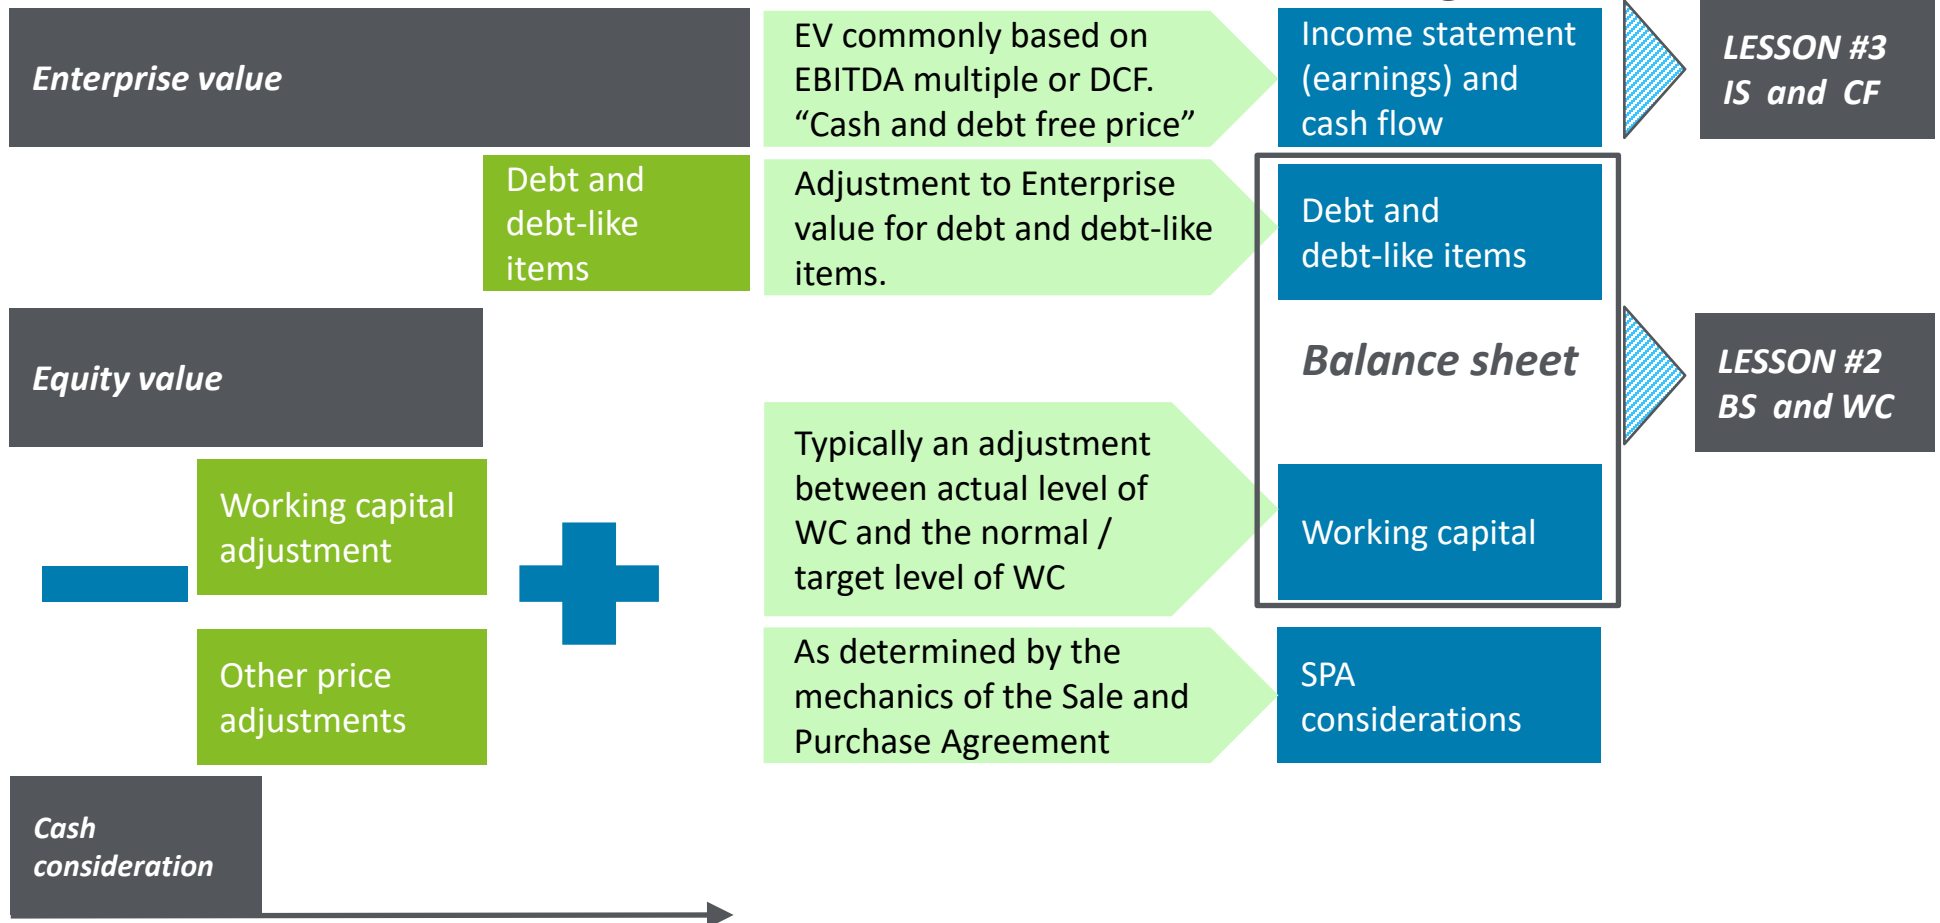 Enterprise value
EV commonly based on
EBITDA multiple or DCF.
“Cash and debt free price”
Income statement
(earnings) and
cash flow
LESSON #3
IS and CF
Debt and
debt-like
items
Adjustment to Enterprise
value for debt and debt-like
items.
Debt and
debt-like items
Equity value
Balance sheet
LESSON #2
BS and WC
Working capital
adjustment
Typically an adjustment
between actual level of
WC and the normal /
target level of WC
Working capital
Other price
adjustments
As determined by the
mechanics of the Sale and
Purchase Agreement
SPA
considerations
Cash
consideration